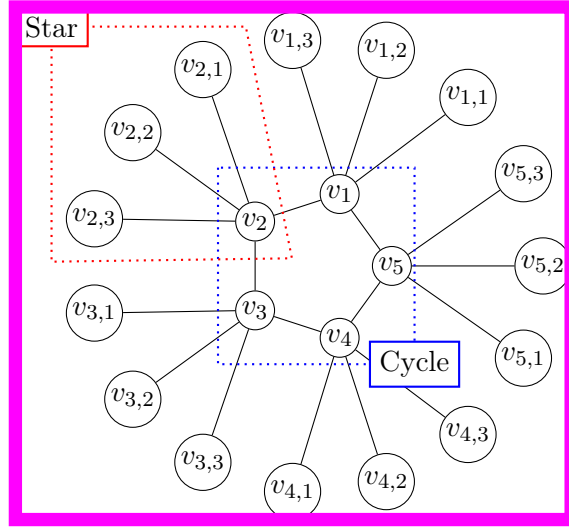 Star
v1,3
v1,2
v2,1
v1,1
v2,2
v5,3
v1
v2,3
v2
v5
v5,2
v3,1
v3
v4
v5,1
Cycle
v3,2
v4,3
v3,3
v4,1
v4,2